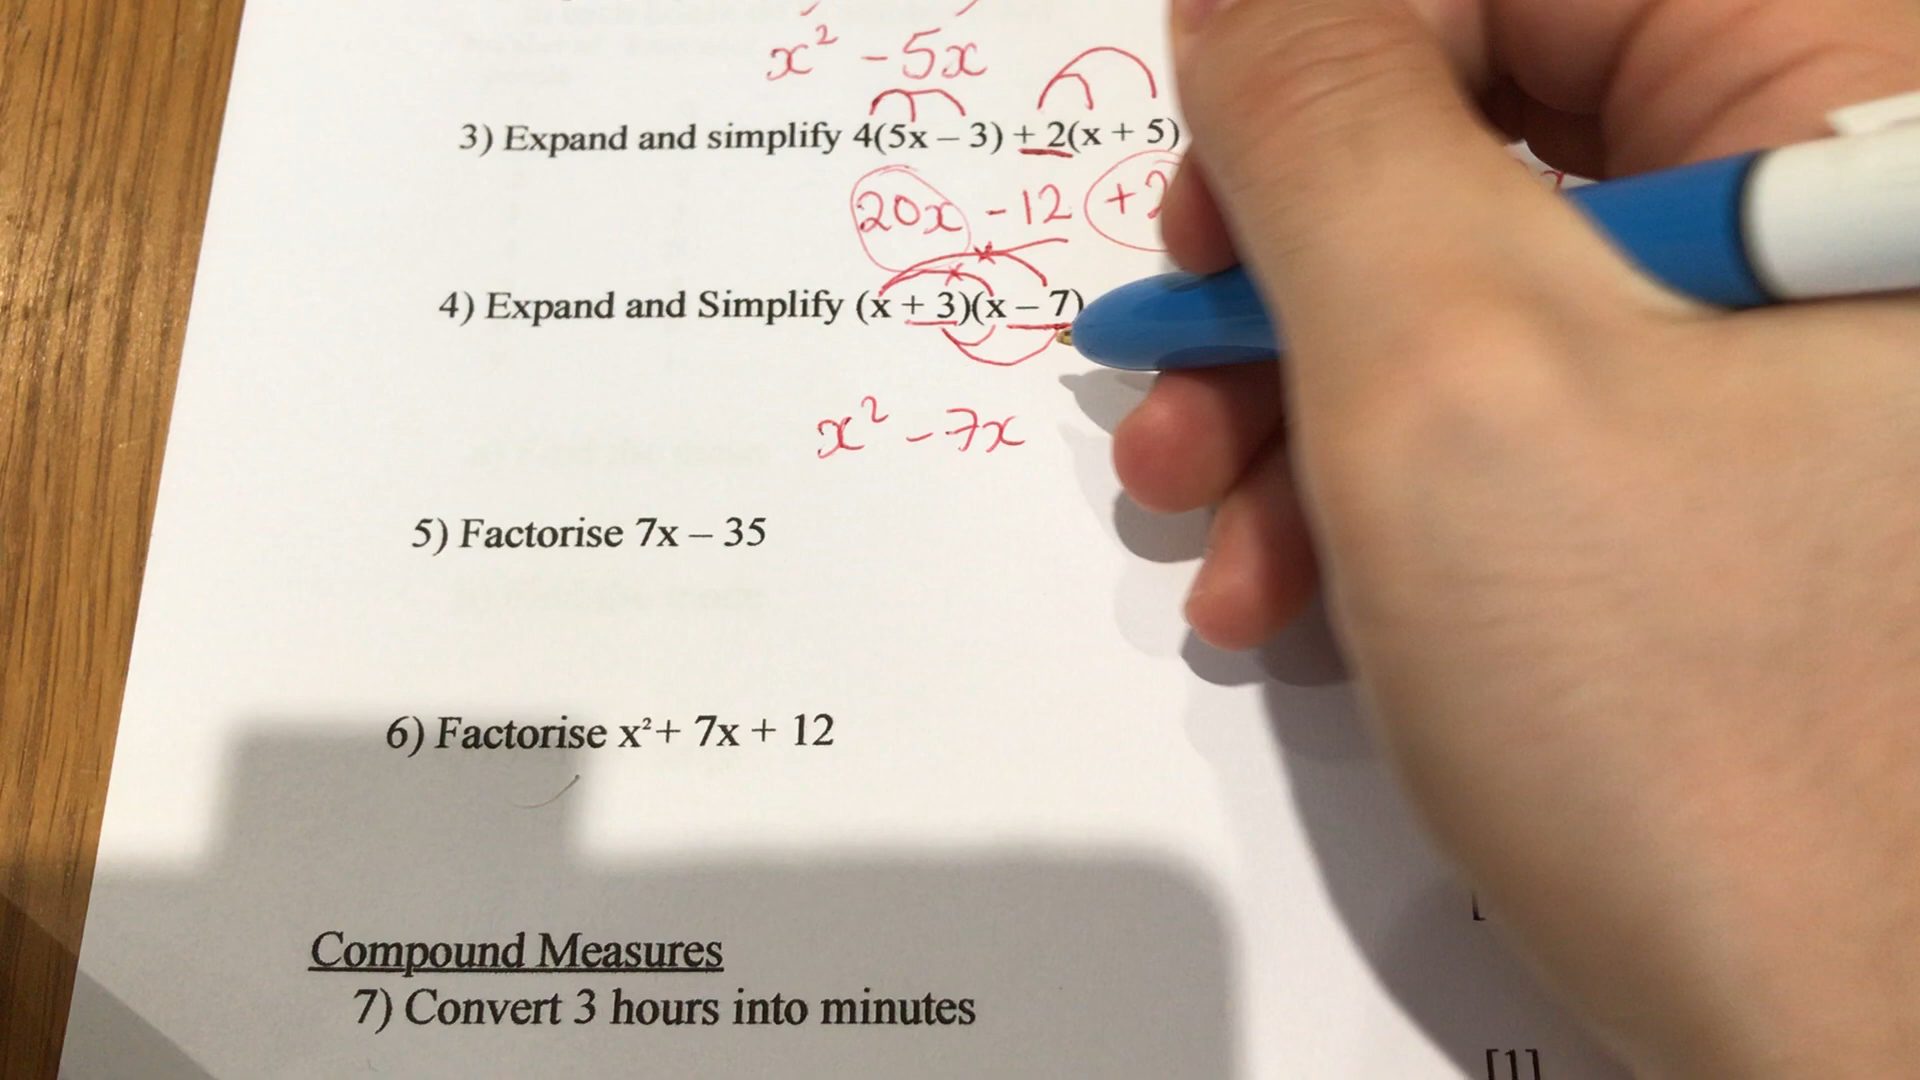 x² - 5x
3) Expand and simplify 4(5x – 3) + 2(x + 5)
20x - 12 + 2
4) Expand and Simplify (x + 3)(x – 7)
x² - 7x
5) Factorise 7x – 35
6) Factorise x² + 7x + 12
Compound Measures
7) Convert 3 hours into minutes
[1]